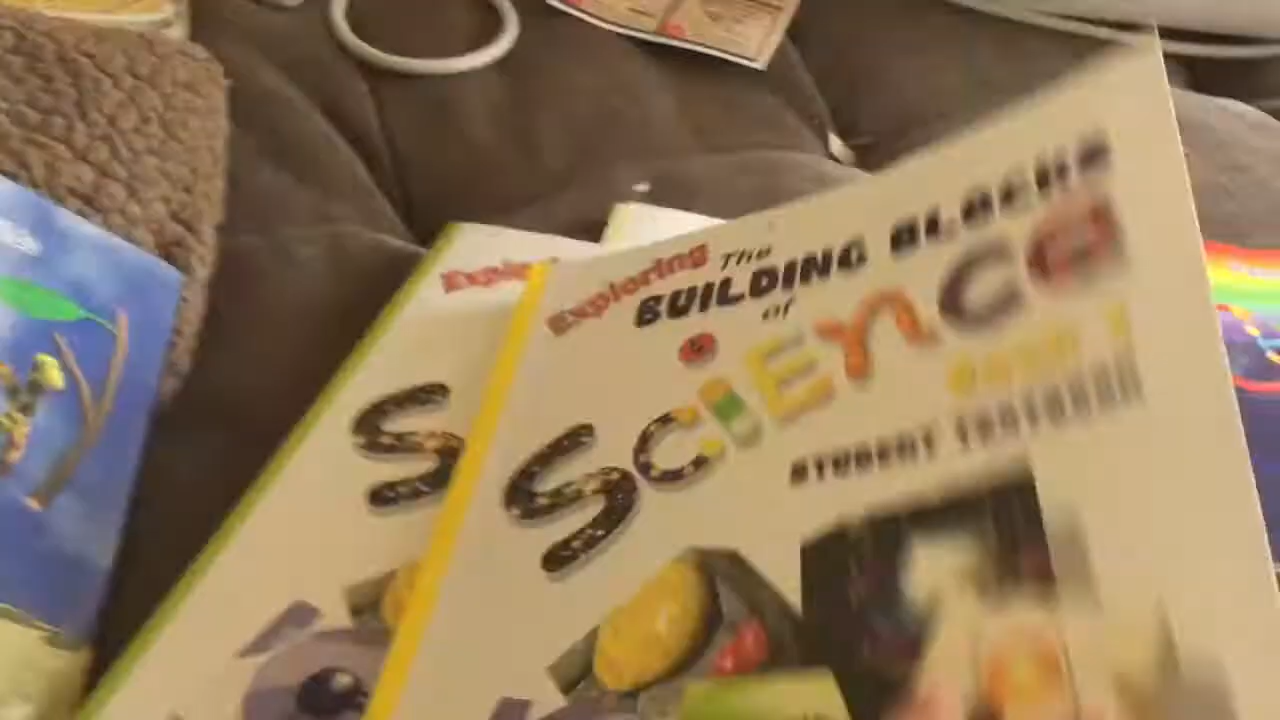 Exploring The
BUILDING BLOCKS
of
SCIENCE
STUDENT TEXTBOOK
S